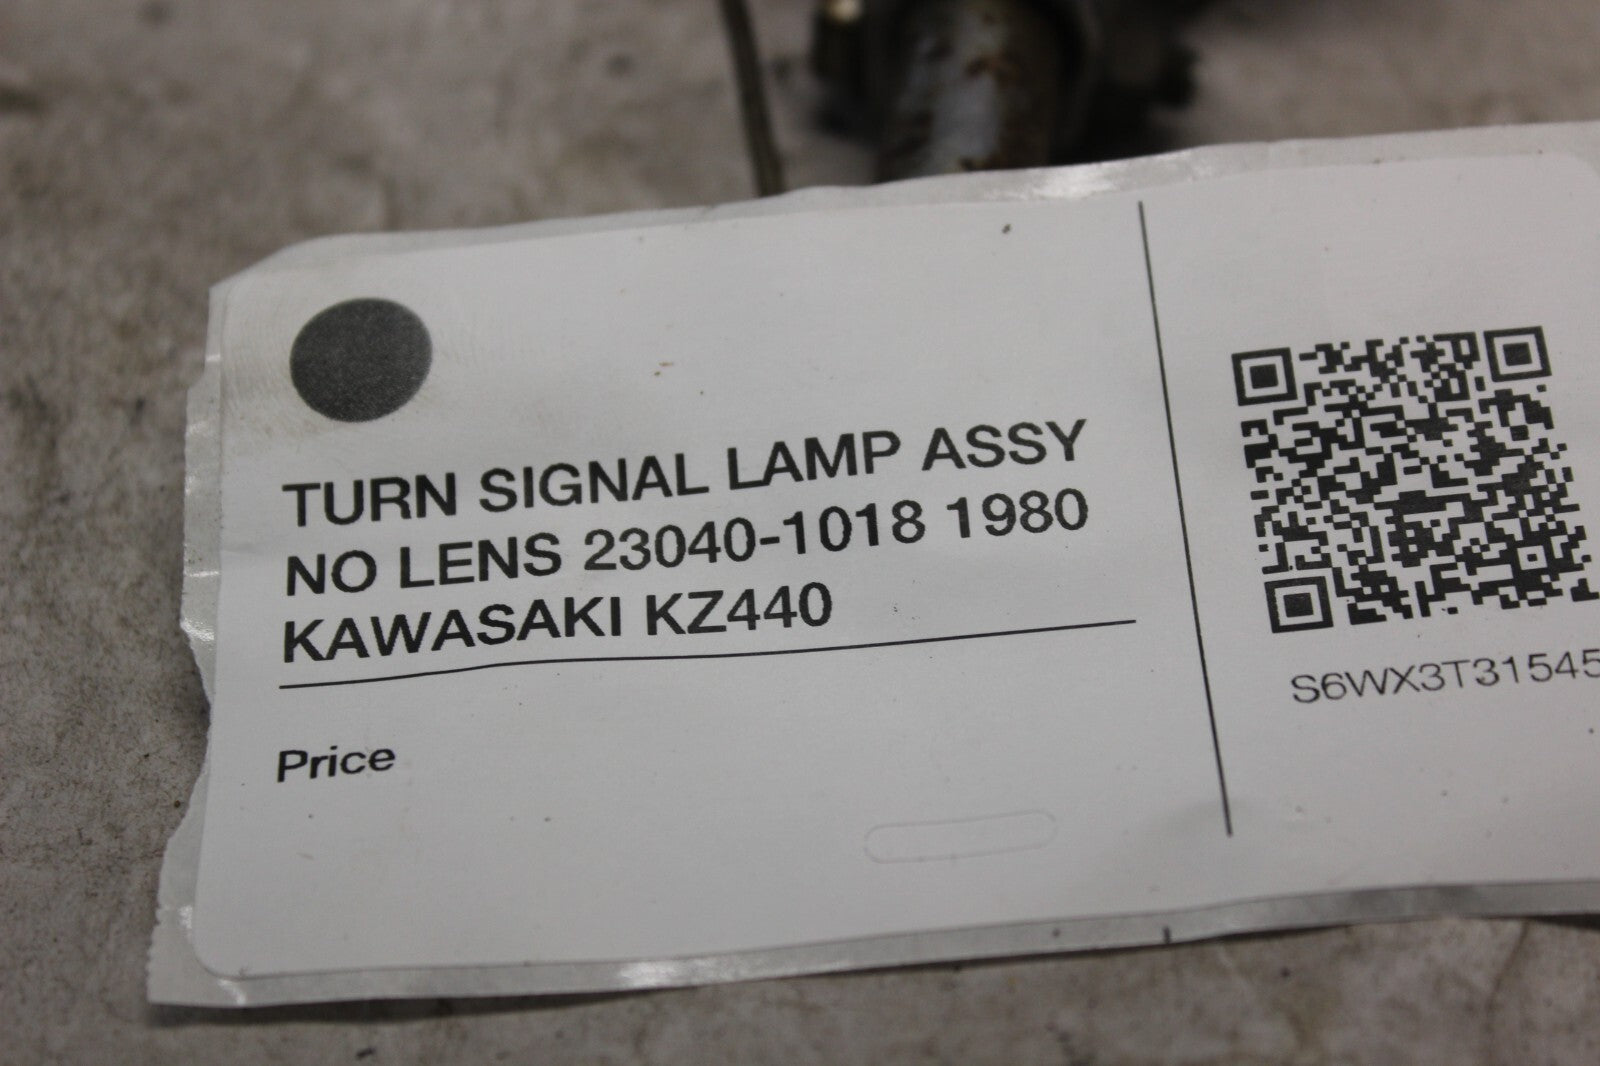 TURN SIGNAL LAMP ASSY
NO LENS 23040-1018 1980
KAWASAKI KZ440
Price
S6WX3T31545